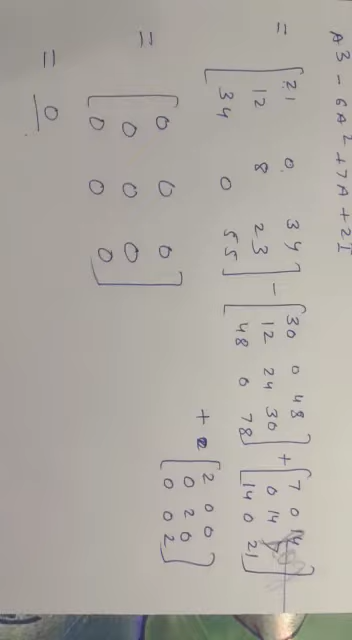 A3 - 6A2 + 7A + 2I
= [21 0 34
12 8 23
34 0 55] - [30 0 48
12 24 30
48 0 78] + [7 0 14
0 14
14 0 21]
+ [2 0 0
0 2 0
0 0 2]
= [0 0 0
0 0 0
0 0 0]
= 0